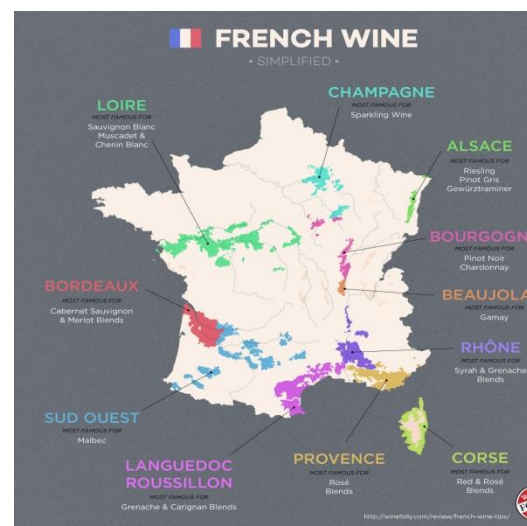 FRENCH WINE
• SIMPLIFIED •
CHAMPAGNE
MOST FAMOUS FOR
Sparkling Wine
LOIRE
MOST FAMOUS FOR
Sauvignon Blanc
Muscadet &
Chenin Blanc
ALSACE
MOST FAMOUS FOR
Riesling
Pinot Gris
Gewürztraminer
BOURGOGN
MOST FAMOUS FOR
Pinot Noir
Chardonnay
BORDEAUX
MOST FAMOUS FOR
Cabernet Sauvignon
& Merlot Blends
BEAUJOLA
MOST FAMOUS FOR
Gamay
RHÔNE
MOST FAMOUS FOR
Syrah & Grenache
Blends
SUD OUEST
MOST FAMOUS FOR
Malbec
LANGUEDOC
ROUSSILLON
MOST FAMOUS FOR
Grenache & Carignan Blends
PROVENCE
MOST FAMOUS FOR
Rosé
Blends
CORSE
MOST FAMOUS FOR
Red & Rosé
Blends
http://winefolly.com/review/french-wine-tips/